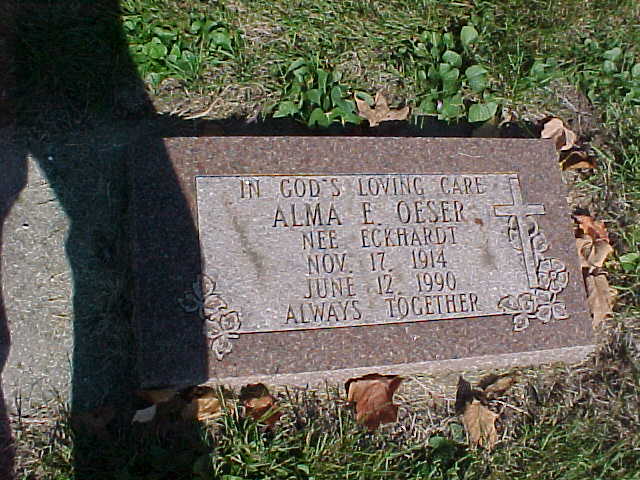 IN GOD'S LOVING CARE
ALMA E. OESER
NEE ECKHARDT
NOV. 17, 1914
JUNE 12, 1990
ALWAYS TOGETHER